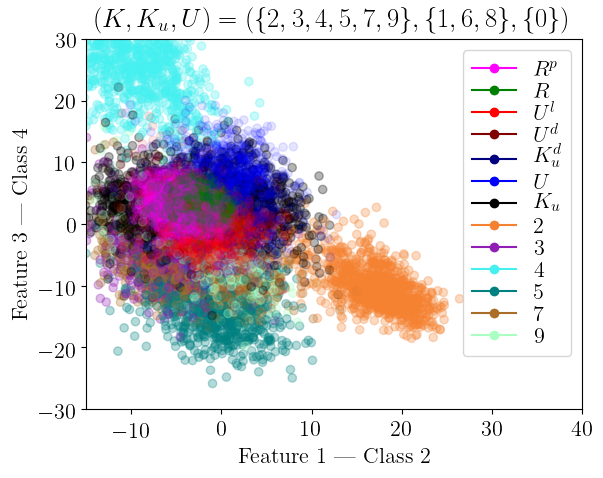 (K, K_u, U) = ({2, 3, 4, 5, 7, 9}, {1, 6, 8}, {0})
30
20
10
0
−10
−20
−30
Feature 3 — Class 4
R^p
R
U^l
U^d
K_u^d
U
K_u
2
3
4
5
7
9
−10
0
10
20
30
40
Feature 1 — Class 2